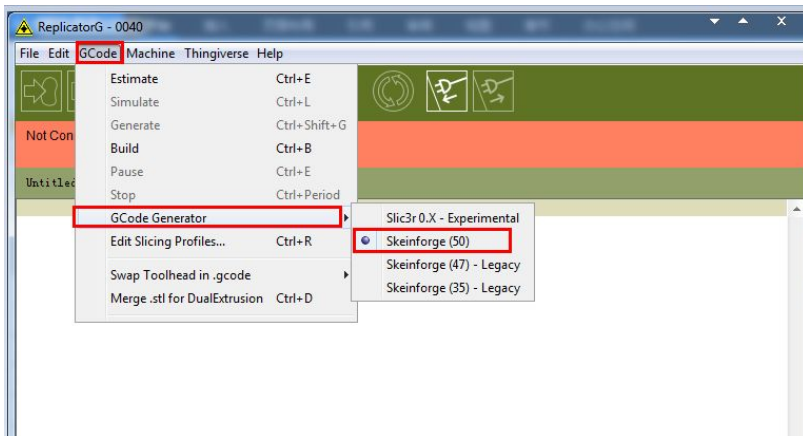 ReplicatorG - 0040
File Edit GCode Machine Thingiverse Help
Not Con
Untitled
Estimate Ctrl+E
Simulate Ctrl+L
Generate Ctrl+Shift+G
Build Ctrl+B
Pause Ctrl+E
Stop Ctrl+Period
GCode Generator
Edit Slicing Profiles... Ctrl+R
Swap Toolhead in .gcode
Merge .stl for DualExtrusion Ctrl+D
Slic3r 0.X - Experimental
Skeinforge (50)
Skeinforge (47) - Legacy
Skeinforge (35) - Legacy